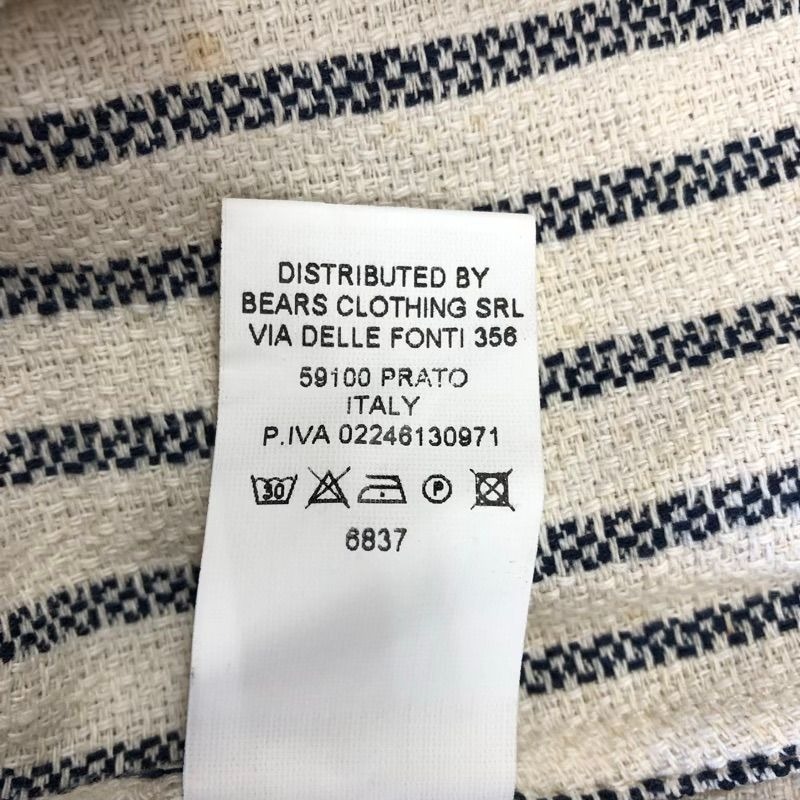 DISTRIBUTED BY
BEARS CLOTHING SRL
VIA DELLE FONTI 356
59100 PRATO
ITALY
P.IVA 02246130971
30 P
6837